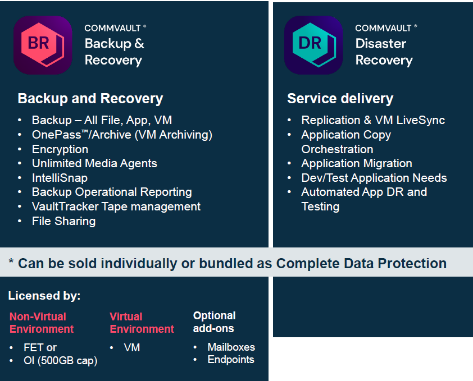 BR
COMMVAULT *
Backup &
Recovery
Backup and Recovery
• Backup – All File, App, VM
• OnePass™/Archive (VM Archiving)
• Encryption
• Unlimited Media Agents
• IntelliSnap
• Backup Operational Reporting
• VaultTracker Tape management
• File Sharing
DR
COMMVAULT *
Disaster
Recovery
Service delivery
• Replication & VM LiveSync
• Application Copy
Orchestration
• Application Migration
• Dev/Test Application Needs
• Automated App DR and
Testing
* Can be sold individually or bundled as Complete Data Protection
Licensed by:
Non-Virtual
Environment
• FET or
• OI (500GB cap)
Virtual
Environment
• VM
Optional
add-ons
• Mailboxes
• Endpoints